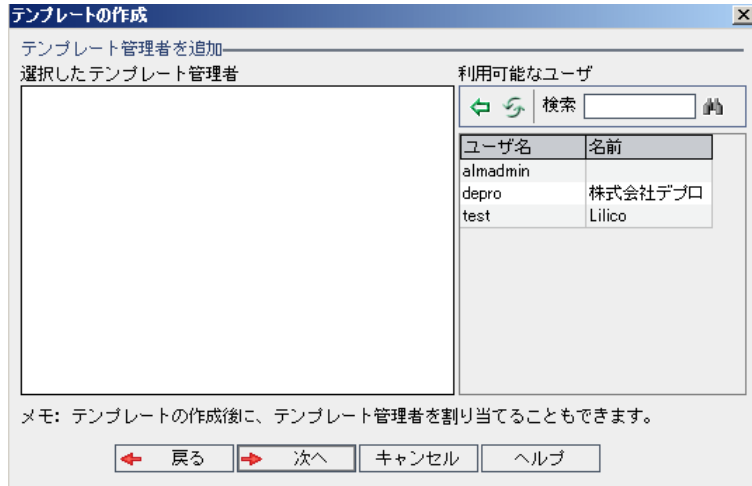 テンプレートの作成
テンプレート管理者を追加
選択したテンプレート管理者
利用可能なユーザ
検索
ユーザ名 名前
almadmin
depro 株式会社デプロ
test Lilico
メモ: テンプレートの作成後に、テンプレート管理者を割り当てることもできます。
戻る 次へ キャンセル ヘルプ